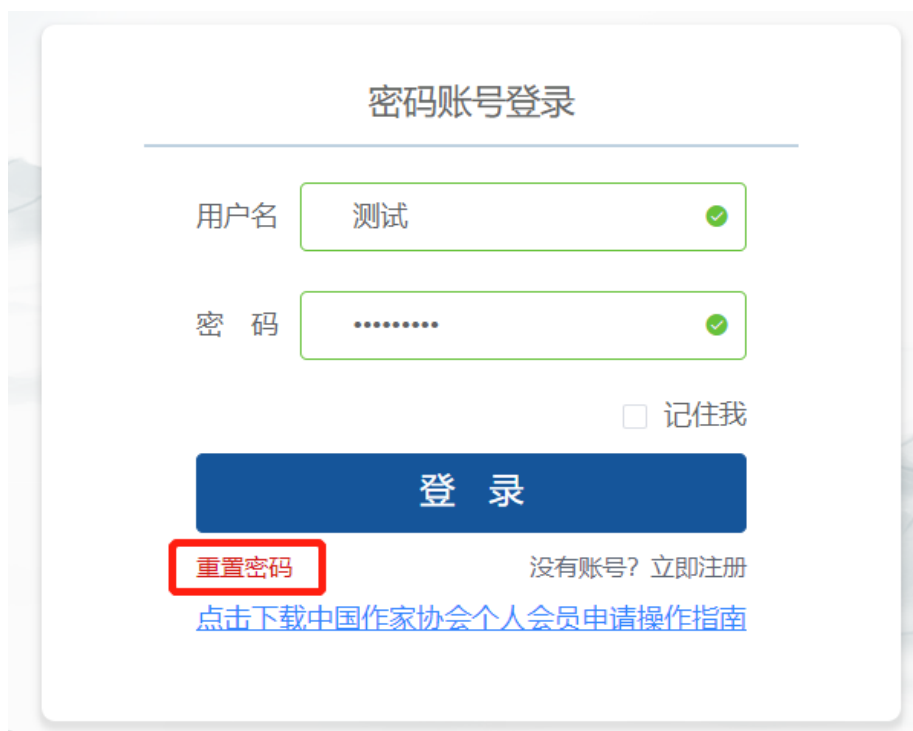 密码账号登录
用户名 测试
密 码 •••••••••
记住我
登 录
重置密码 没有账号？立即注册
点击下载中国作家协会个人会员申请操作指南